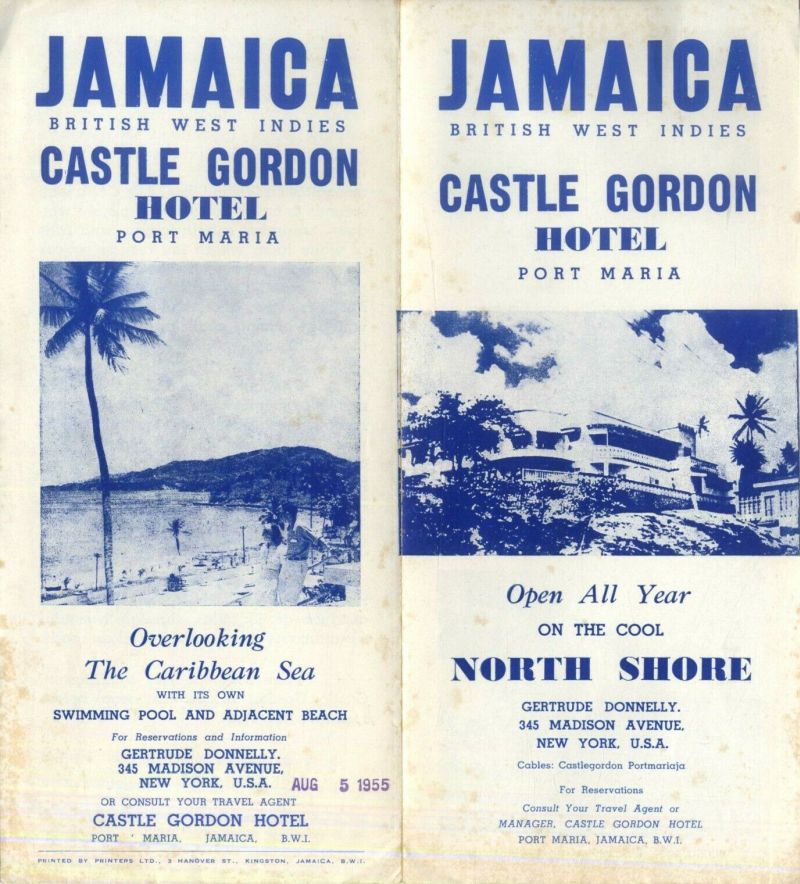 JAMAICA
BRITISH WEST INDIES
CASTLE GORDON
HOTEL
PORT MARIA
Overlooking
The Caribbean Sea
WITH ITS OWN
SWIMMING POOL AND ADJACENT BEACH
For Reservations and Information
GERTRUDE DONNELLY.
345 MADISON AVENUE,
NEW YORK, U.S.A.
AUG 5 1955
OR CONSULT YOUR TRAVEL AGENT
CASTLE GORDON HOTEL
PORT MARIA, JAMAICA, B.W.I.
PRINTED BY PRINTERS LTD., 3 HANOVER ST., KINGSTON, JAMAICA, B.W.I.
JAMAICA
BRITISH WEST INDIES
CASTLE GORDON
HOTEL
PORT MARIA
Open All Year
ON THE COOL
NORTH SHORE
GERTRUDE DONNELLY.
345 MADISON AVENUE,
NEW YORK, U.S.A.
Cables: Castlegordon Portmariaja
For Reservations
Consult Your Travel Agent or
MANAGER, CASTLE GORDON HOTEL
PORT MARIA, JAMAICA, B.W.I.